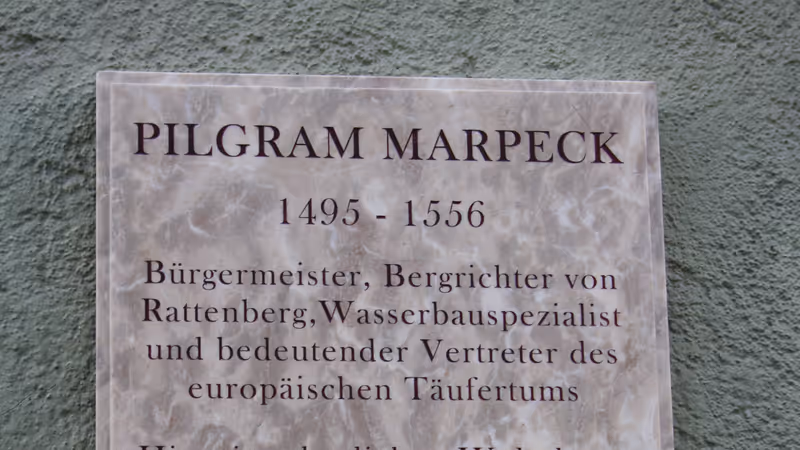 PILGRAM MARPECK
1495 - 1556
Bürgermeister, Bergrichter von
Rattenberg,Wasserbauspezialist
und bedeutender Vertreter des
europäischen Täufertums